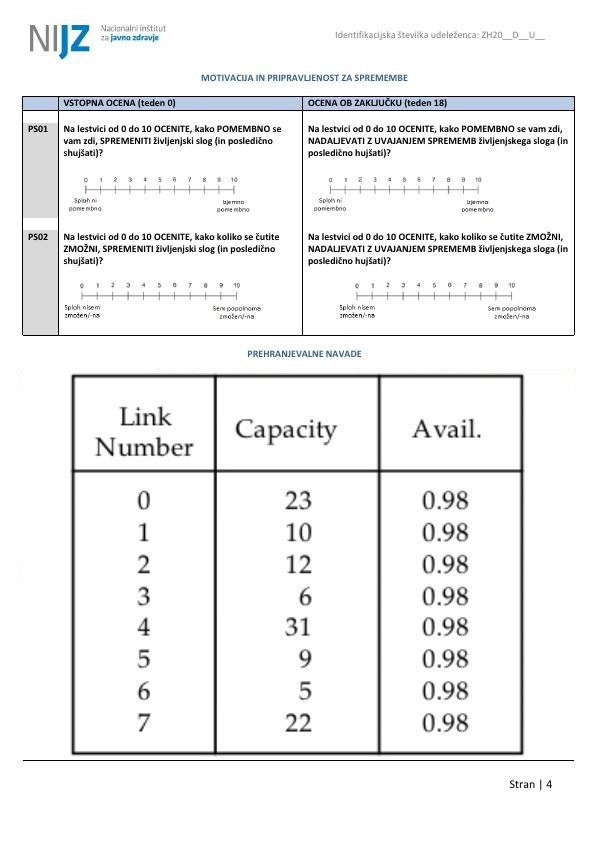 NIJZ Nacionalni inštitut
za javno zdravje
Identifikacijska številka udeleženca: ZH20__D__U__
MOTIVACIJA IN PRIPRAVLJENOST ZA SPREMEMBE
VSTOPNA OCENA (teden 0)
OCENA OB ZAKLJUČKU (teden 18)
PS01
Na lestvici od 0 do 10 OCENITE, kako POMEMBNO se
vam zdi, SPREMENITI življenjski slog (in posledično
shujšati)?
0 1 2 3 4 5 6 7 8 9 10
Sploh ni
pomembno
Izjemno
pomembno
Na lestvici od 0 do 10 OCENITE, kako POMEMBNO se vam zdi,
NADALJEVATI Z UVAJANJEM SPREMEMB življenjskega sloga (in
posledično hujšati)?
0 1 2 3 4 5 6 7 8 9 10
Sploh ni
pomembno
Izjemno
pomembno
PS02
Na lestvici od 0 do 10 OCENITE, kako koliko se čutite
ZMOŽNI, SPREMENITI življenjski slog (in posledično
shujšati)?
0 1 2 3 4 5 6 7 8 9 10
Sploh nisem
zmožen/-na
Sem popolnoma
zmožen/-na
Na lestvici od 0 do 10 OCENITE, kako koliko se čutite ZMOŽNI,
NADALJEVATI Z UVAJANJEM SPREMEMB življenjskega sloga (in
posledično hujšati)?
0 1 2 3 4 5 6 7 8 9 10
Sploh nisem
zmožen/-na
Sem popolnoma
zmožen/-na
PREHRANJEVALNE NAVADE
Link
Number
Capacity
Avail.
0 23 0.98
1 10 0.98
2 12 0.98
3 6 0.98
4 31 0.98
5 9 0.98
6 5 0.98
7 22 0.98
Stran | 4